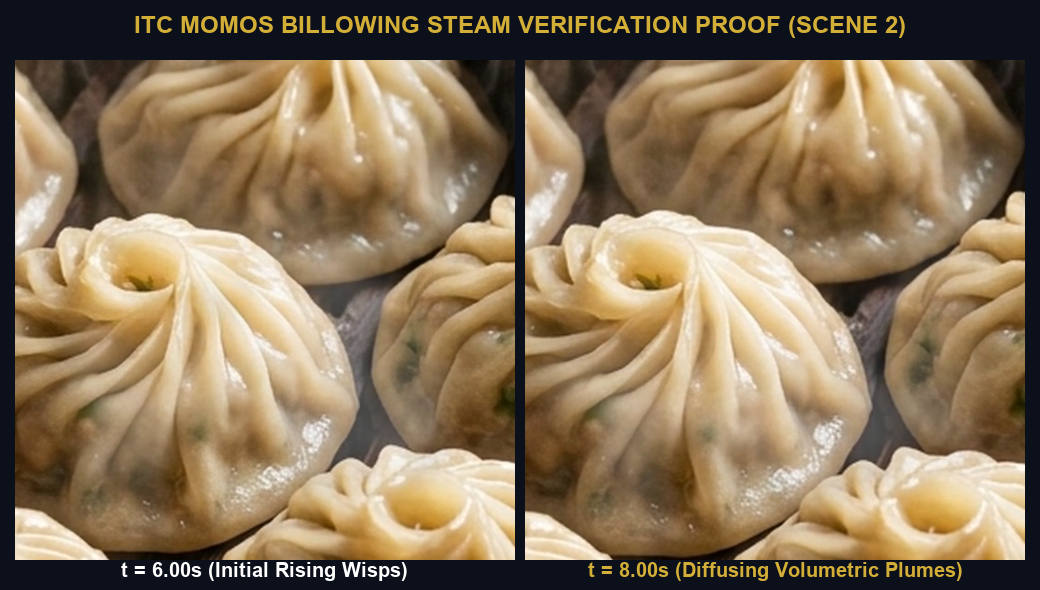 ITC MOMOS BILLOWING STEAM VERIFICATION PROOF (SCENE 2)
t = 6.00s (Initial Rising Wisps)
t = 8.00s (Diffusing Volumetric Plumes)